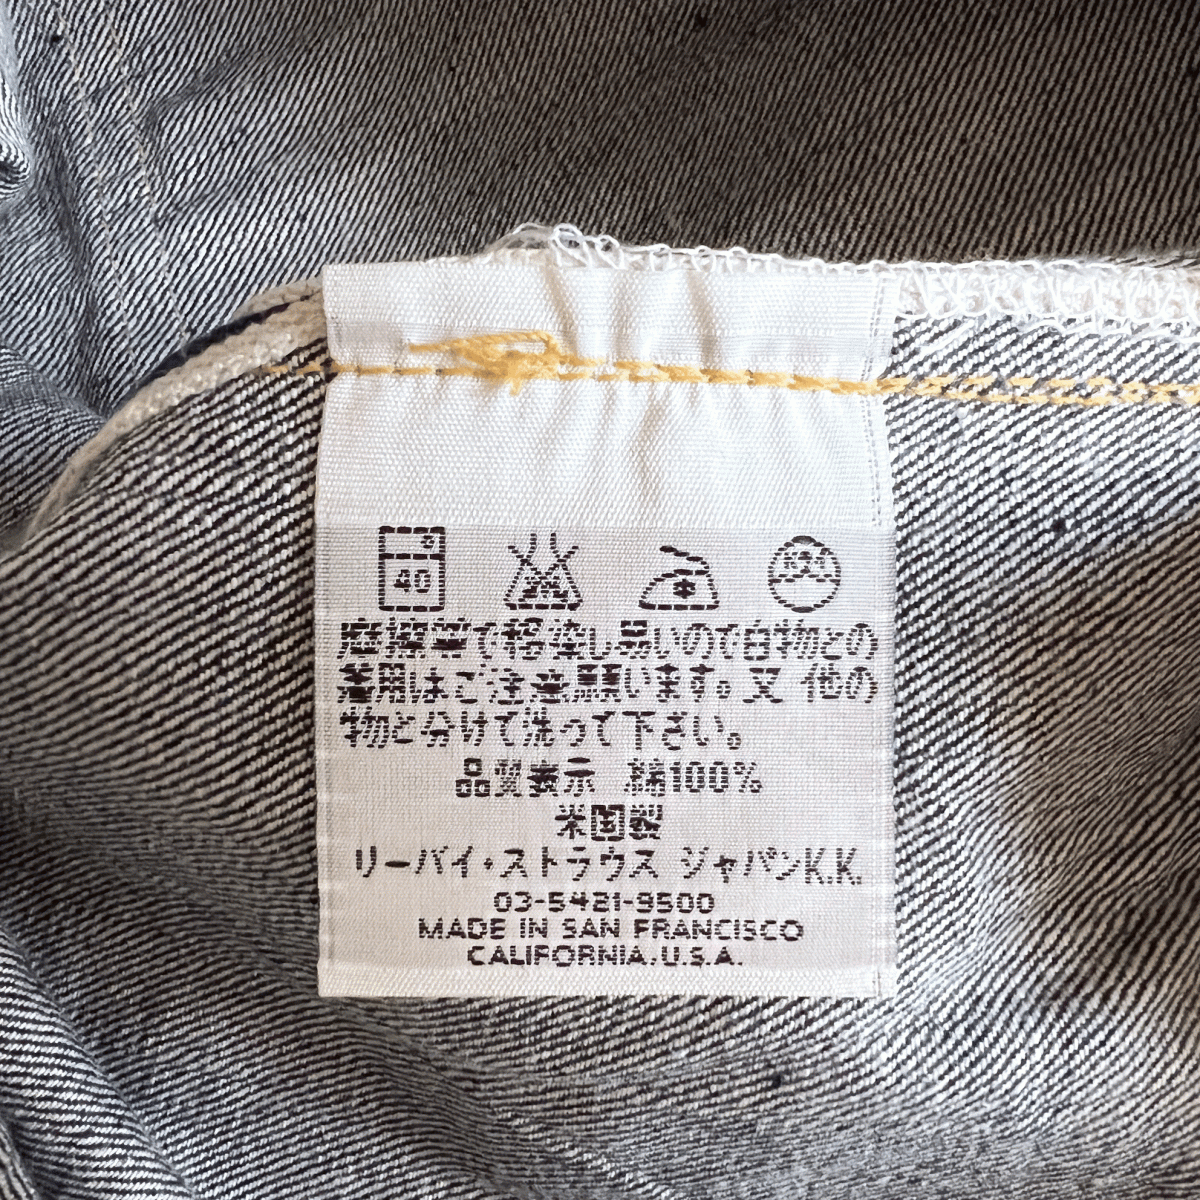 40
摩擦等で移染し易いので白物との
着用はご注意願います。又 他の
物と分けて洗って下さい。
品質表示 綿100%
米国製
リーバイ・ストラウス ジャパンK.K.
03-5421-9500
MADE IN SAN FRANCISCO
CALIFORNIA,U.S.A.